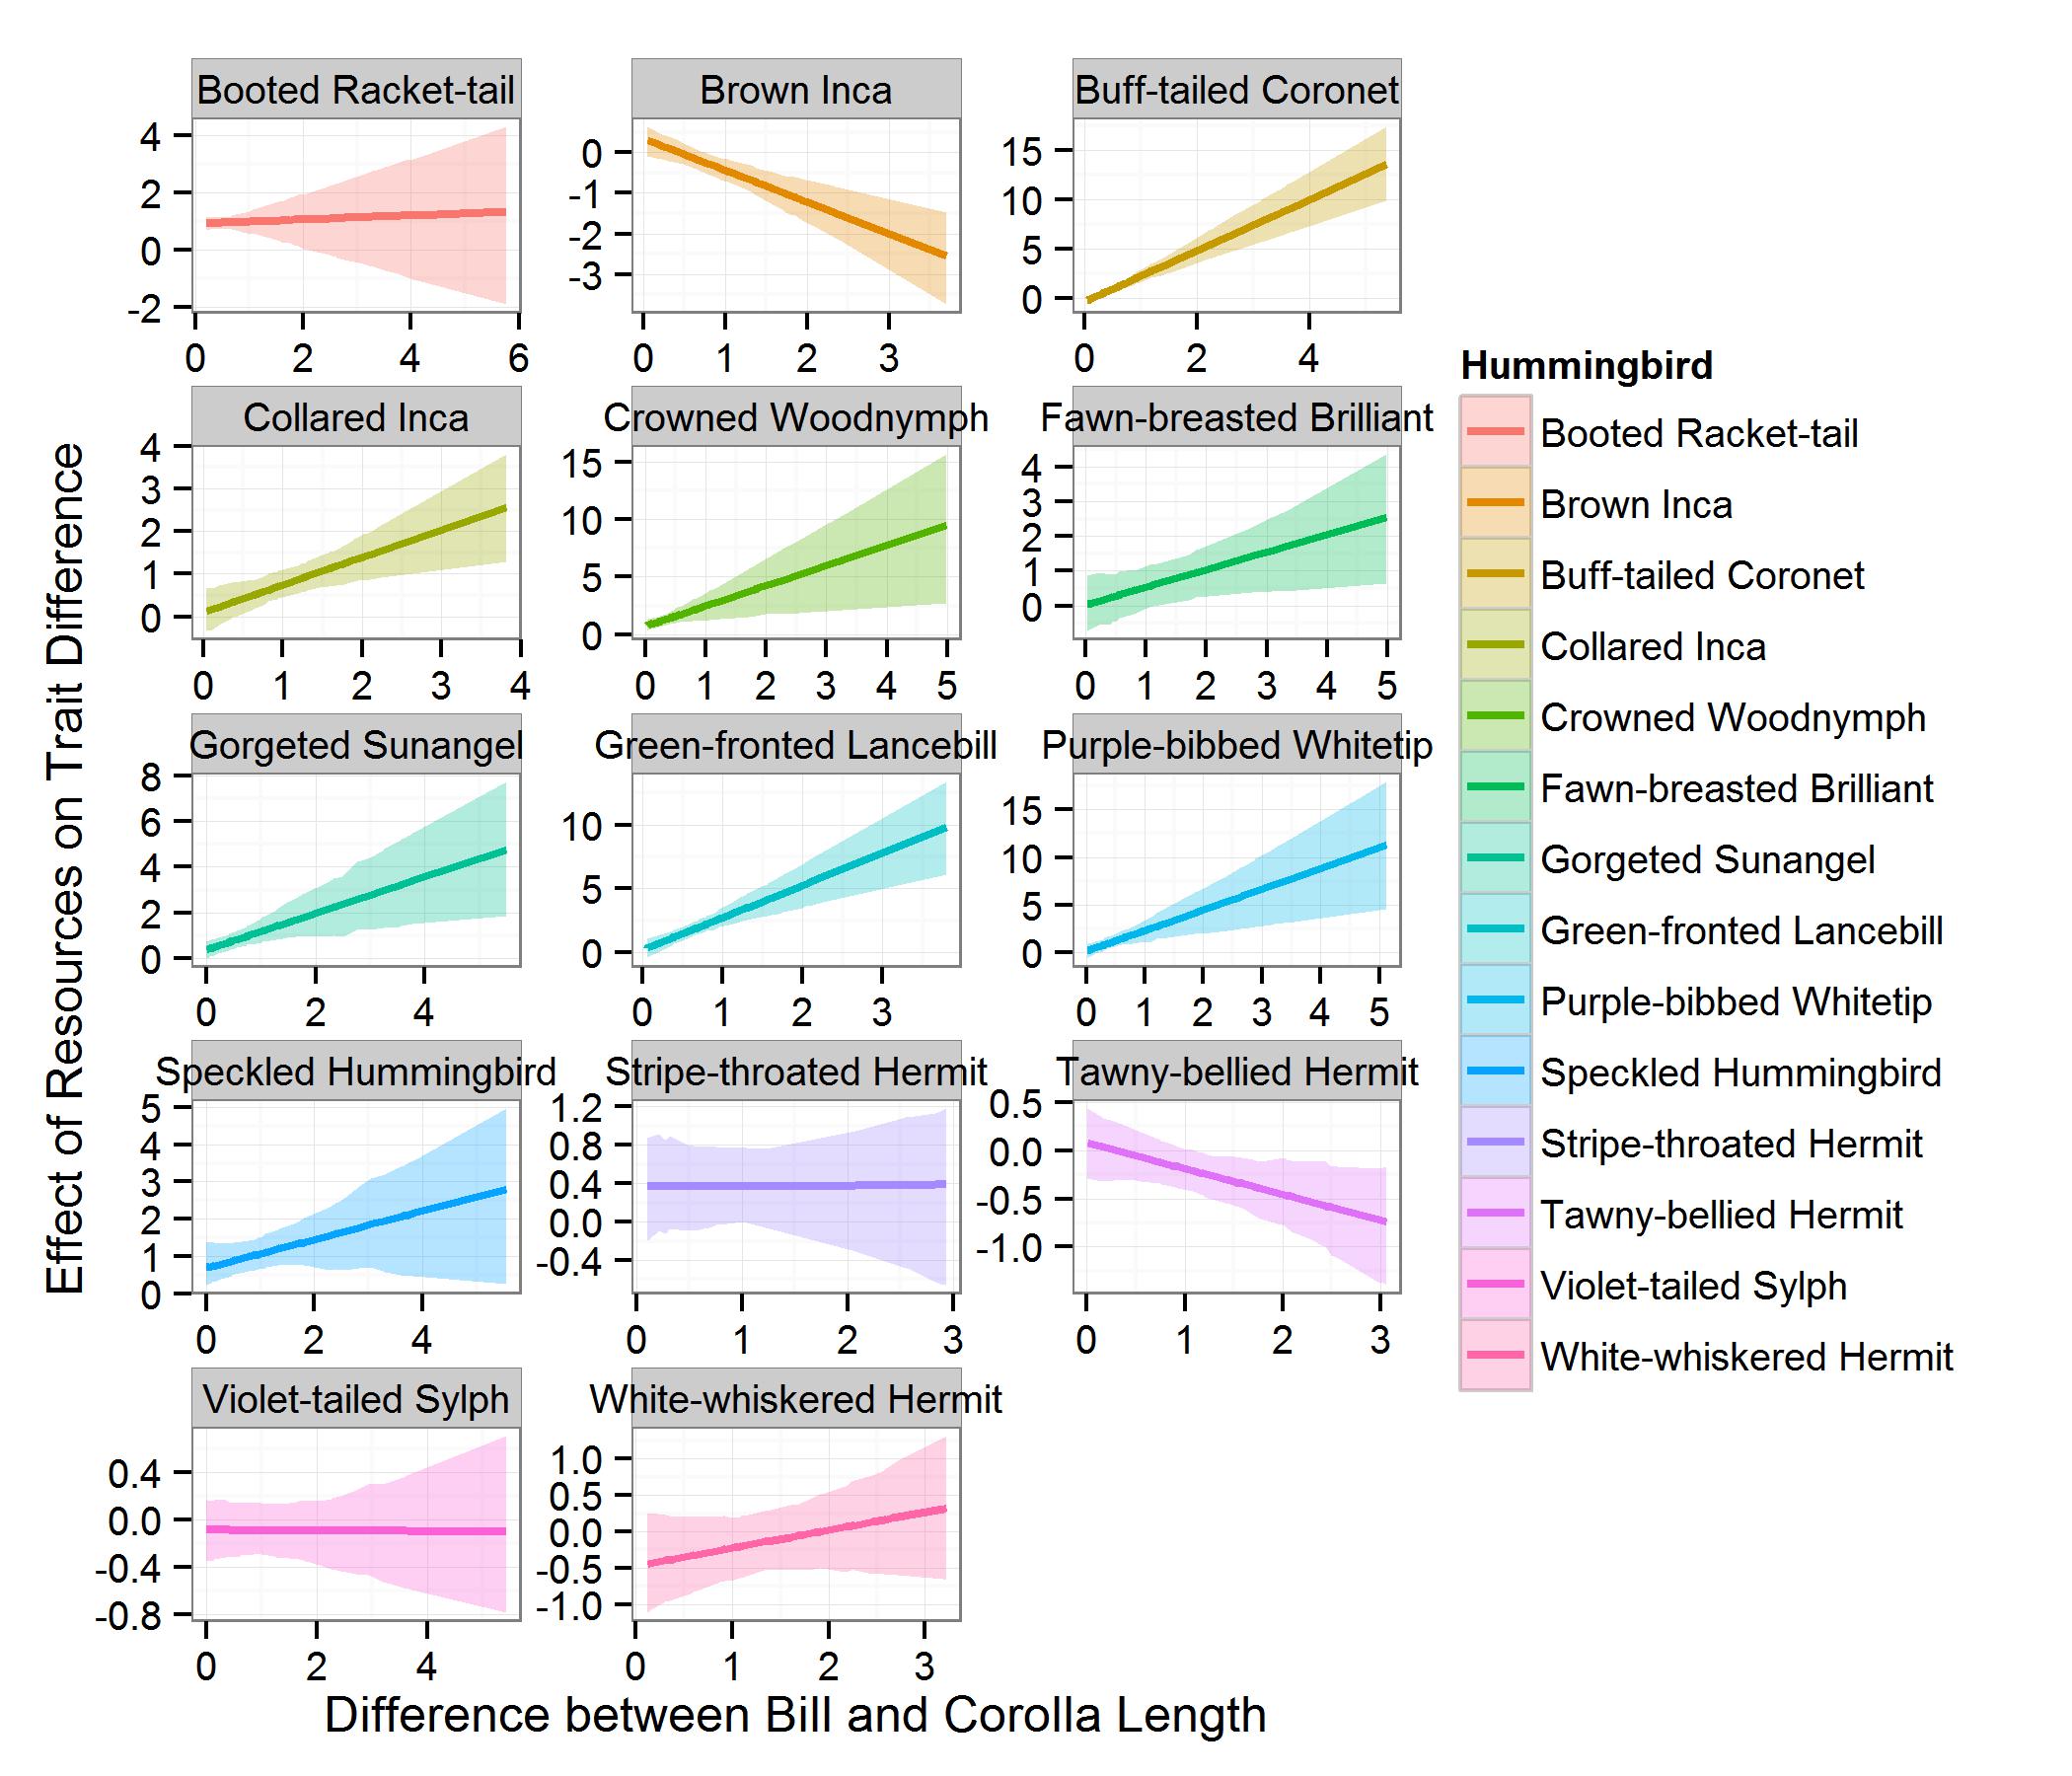 Booted Racket-tail
Brown Inca
Buff-tailed Coronet
4
2
0
-2
0 2 4 6
0
-1
-2
-3
0 1 2 3
15
10
5
0
0 2 4
Collared Inca
Crowned Woodnymph
Fawn-breasted Brilliant
4
3
2
1
0
0 1 2 3 4
15
10
5
0
0 1 2 3 4 5
4
3
2
1
0
0 1 2 3 4 5
Gorgeted Sunangel
Green-fronted Lancebill
Purple-bibbed Whitetip
8
6
4
2
0
0 2 4
10
5
0
0 1 2 3
15
10
5
0
0 1 2 3 4 5
Speckled Hummingbird
Stripe-throated Hermit
Tawny-bellied Hermit
5
4
3
2
1
0
0 2 4
1.2
0.8
0.4
0.0
-0.4
0 1 2 3
0.5
0.0
-0.5
-1.0
0 1 2 3
Violet-tailed Sylph
White-whiskered Hermit
0.4
0.0
-0.4
-0.8
0 2 4
1.0
0.5
0.0
-0.5
-1.0
0 1 2 3
Effect of Resources on Trait Difference
Difference between Bill and Corolla Length
Hummingbird
Booted Racket-tail
Brown Inca
Buff-tailed Coronet
Collared Inca
Crowned Woodnymph
Fawn-breasted Brilliant
Gorgeted Sunangel
Green-fronted Lancebill
Purple-bibbed Whitetip
Speckled Hummingbird
Stripe-throated Hermit
Tawny-bellied Hermit
Violet-tailed Sylph
White-whiskered Hermit